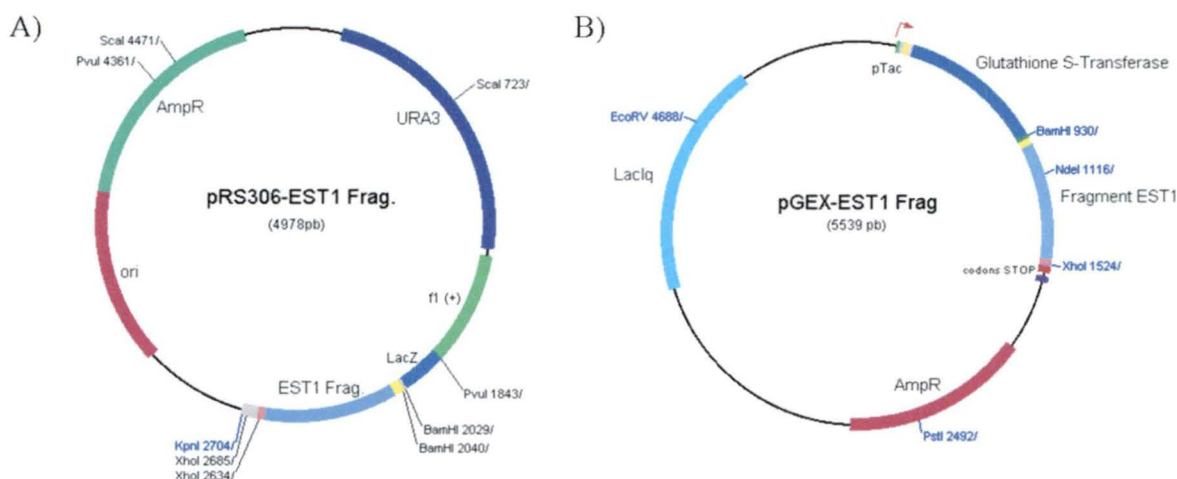 A)
ScaI 4471/
PvuI 4361/
AmpR
ScaI 723/
URA3
pRS306-EST1 Frag.
(4978pb)
ori
f1 (+)
LacZ
EST1 Frag.
PvuI 1843/
BamHI 2029/
BamHI 2040/
KpnI 2704/
XhoI 2685/
XhoI 2634/
B)
pTac
Glutathione S-Transferase
EcoRV 4688/
BamHI 930/
LacIq
NdeI 1116/
Fragment EST1
pGEX-EST1 Frag
(5539 pb)
codons STOP
XhoI 1524/
AmpR
PstI 2492/